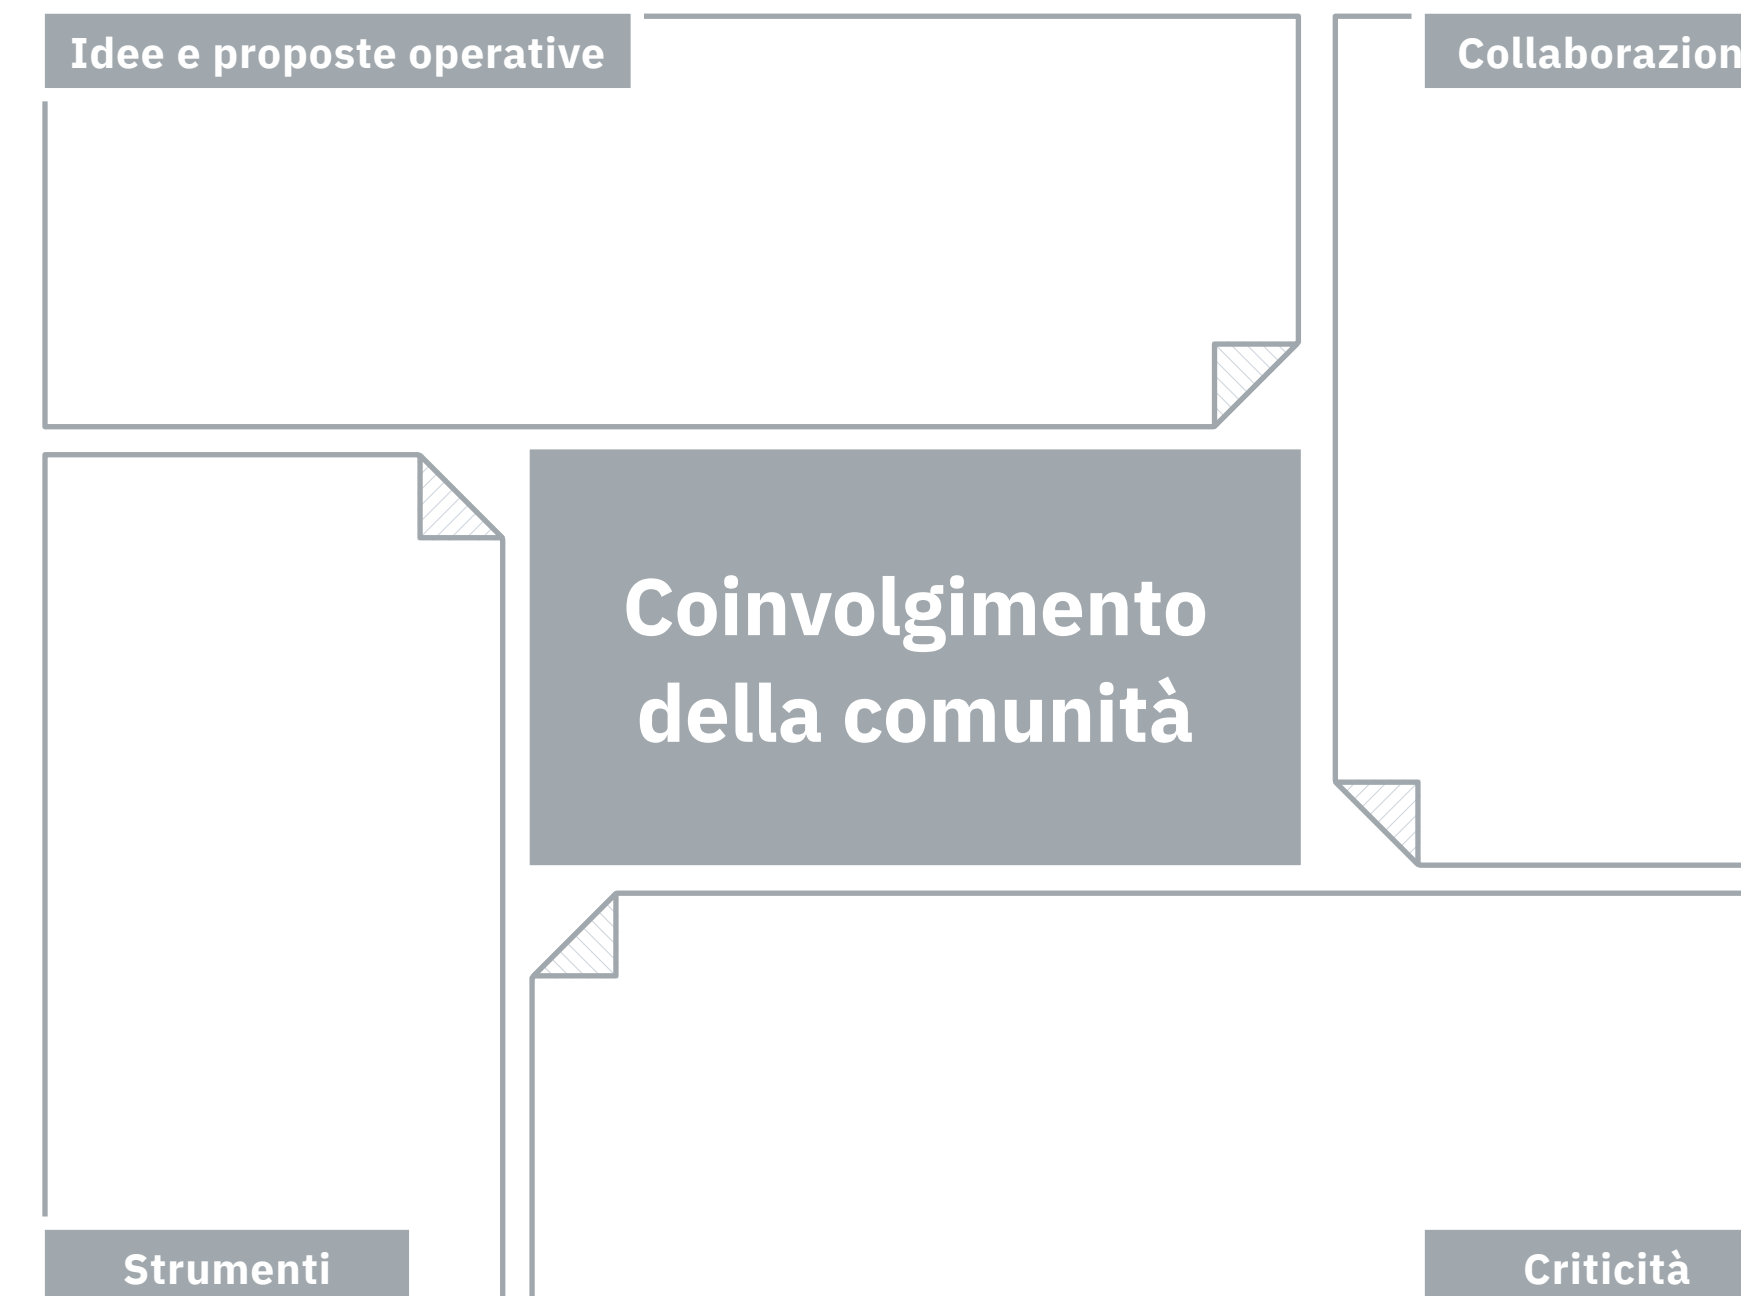 Idee e proposte operative
Collaborazion
Coinvolgimento
della comunità
Strumenti
Criticità